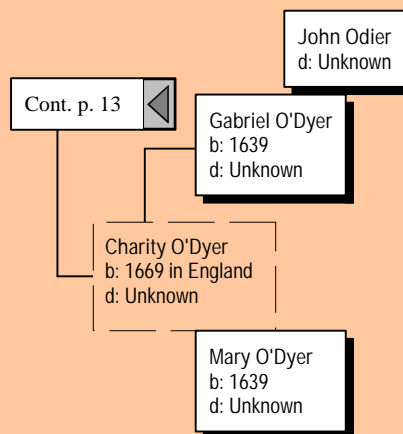 John Odier
d: Unknown
Cont. p. 13
Gabriel O'Dyer
b: 1639
d: Unknown
Charity O'Dyer
b: 1669 in England
d: Unknown
Mary O'Dyer
b: 1639
d: Unknown